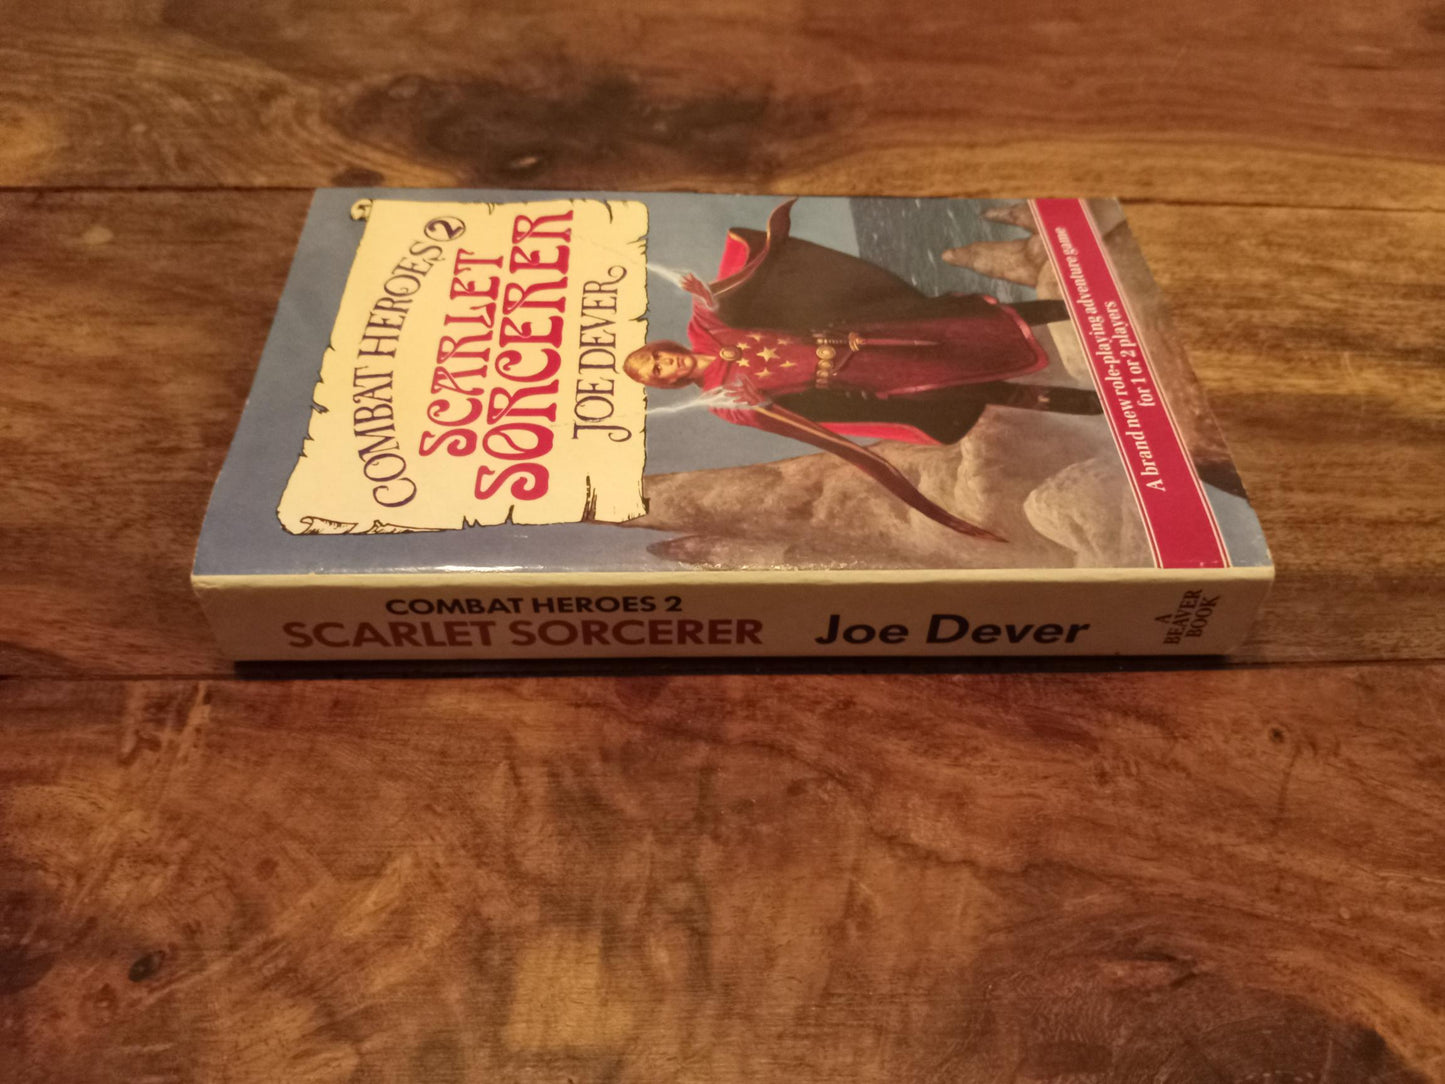 COMBAT HEROES 2
SCARLET
SORCERER
JOE DEVER
A brand new role-playing adventure game
for 1 or 2 players
COMBAT HEROES 2
SCARLET SORCERER
Joe Dever
A
BEAVER
BOOK